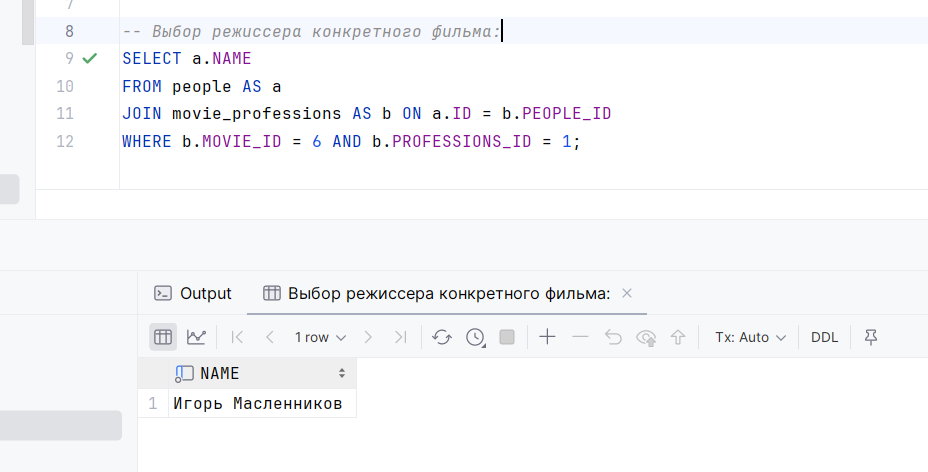 7
8 -- Выбор режиссера конкретного фильма:
9 SELECT a.NAME
10 FROM people AS a
11 JOIN movie_professions AS b ON a.ID = b.PEOPLE_ID
12 WHERE b.MOVIE_ID = 6 AND b.PROFESSIONS_ID = 1;
Output Выбор режиссера конкретного фильма:
1 row Tx: Auto DDL
NAME
1 Игорь Масленников